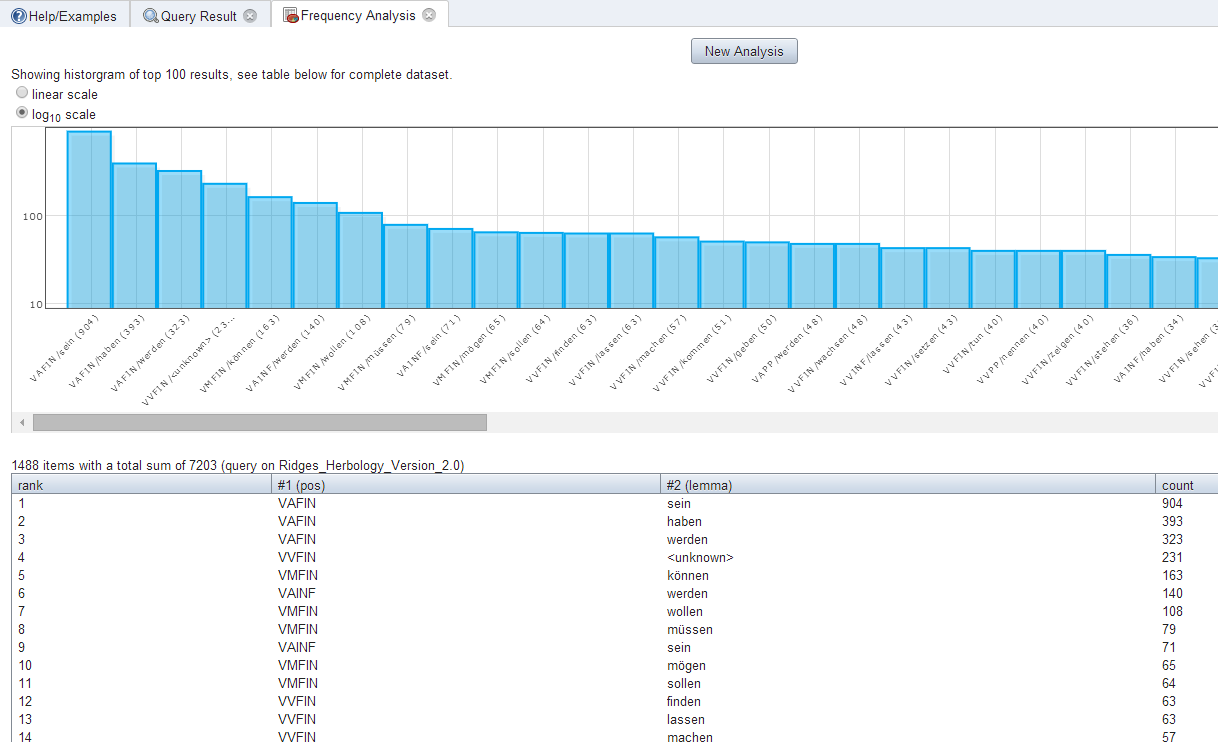 Help/Examples Query Result Frequency Analysis
New Analysis
Showing historgram of top 100 results, see table below for complete dataset.
linear scale
log10 scale
100
10
VAFIN/sein (904)
VAFIN/haben (393)
VAFIN/werden (323)
VVFIN/<unknown> (23...
VMFIN/können (163)
VAINF/werden (140)
VMFIN/wollen (108)
VMFIN/müssen (79)
VAINF/sein (71)
VMFIN/mögen (65)
VMFIN/sollen (64)
VVFIN/finden (63)
VVFIN/lassen (63)
VVFIN/machen (57)
VVFIN/kommen (51)
VVFIN/geben (50)
VAPP/werden (48)
VVFIN/wachsen (48)
VVINF/lassen (43)
VVFIN/setzen (43)
VVFIN/tun (40)
VVPP/nennen (40)
VVFIN/zeigen (40)
VVFIN/stehen (36)
VAINF/haben (34)
VVFIN/sehen (3
VVFI
1488 items with a total sum of 7203 (query on Ridges_Herbology_Version_2.0)
rank #1 (pos) #2 (lemma) count
1 VAFIN sein 904
2 VAFIN haben 393
3 VAFIN werden 323
4 VVFIN <unknown> 231
5 VMFIN können 163
6 VAINF werden 140
7 VMFIN wollen 108
8 VMFIN müssen 79
9 VAINF sein 71
10 VMFIN mögen 65
11 VMFIN sollen 64
12 VVFIN finden 63
13 VVFIN lassen 63
14 VVFIN machen 57